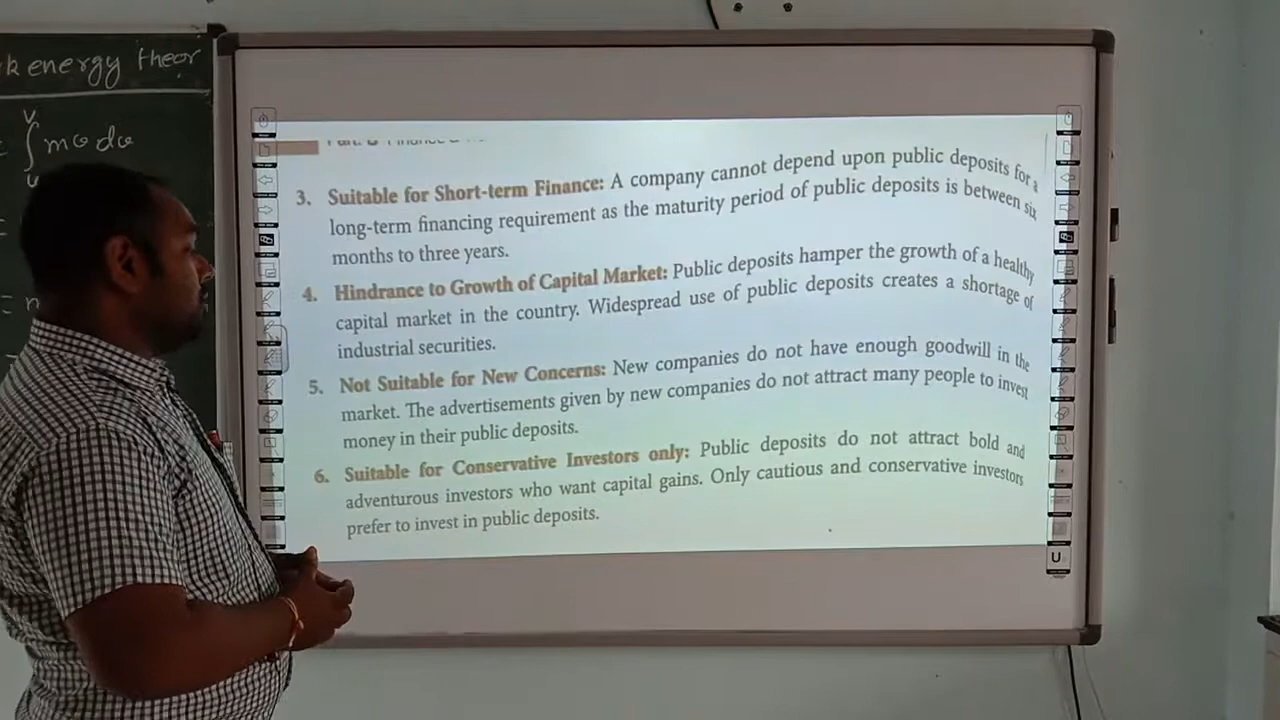 k energy theor
∫ mv dv
3. Suitable for Short-term Finance: A company cannot depend upon public deposits for a
long-term financing requirement as the maturity period of public deposits is between six
months to three years.
4. Hindrance to Growth of Capital Market: Public deposits hamper the growth of a healthy
capital market in the country. Widespread use of public deposits creates a shortage of
industrial securities.
5. Not Suitable for New Concerns: New companies do not have enough goodwill in the
market. The advertisements given by new companies do not attract many people to invest
money in their public deposits.
6. Suitable for Conservative Investors only: Public deposits do not attract bold and
adventurous investors who want capital gains. Only cautious and conservative investors
prefer to invest in public deposits.
U